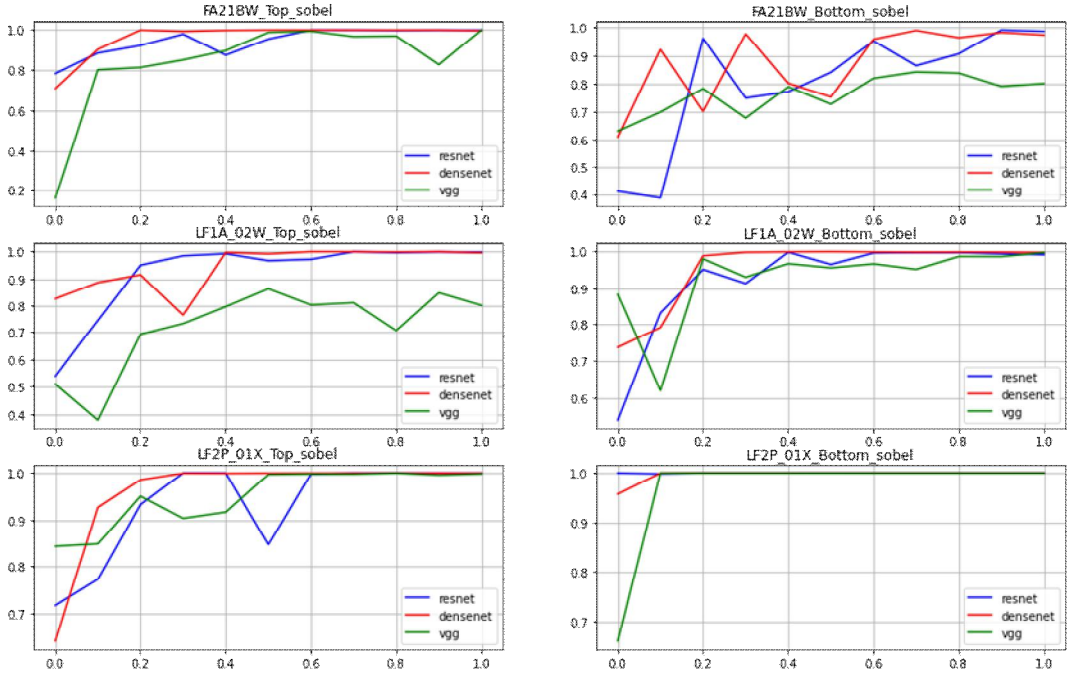 FA21BW_Top_sobel
1.0
0.8
0.6
0.4
0.2
0.0 0.2 0.4 0.6 0.8 1.0
resnet
densenet
vgg
FA21BW_Bottom_sobel
1.0
0.9
0.8
0.7
0.6
0.5
0.4
0.0 0.2 0.4 0.6 0.8 1.0
resnet
densenet
vgg
LF1A_02W_Top_sobel
1.0
0.9
0.8
0.7
0.6
0.5
0.4
0.0 0.2 0.4 0.6 0.8 1.0
resnet
densenet
vgg
LF1A_02W_Bottom_sobel
1.0
0.9
0.8
0.7
0.6
0.0 0.2 0.4 0.6 0.8 1.0
resnet
densenet
vgg
LF2P_01X_Top_sobel
1.0
0.9
0.8
0.7
0.0 0.2 0.4 0.6 0.8 1.0
resnet
densenet
vgg
LF2P_01X_Bottom_sobel
1.0
0.9
0.8
0.7
0.0 0.2 0.4 0.6 0.8 1.0
resnet
densenet
vgg